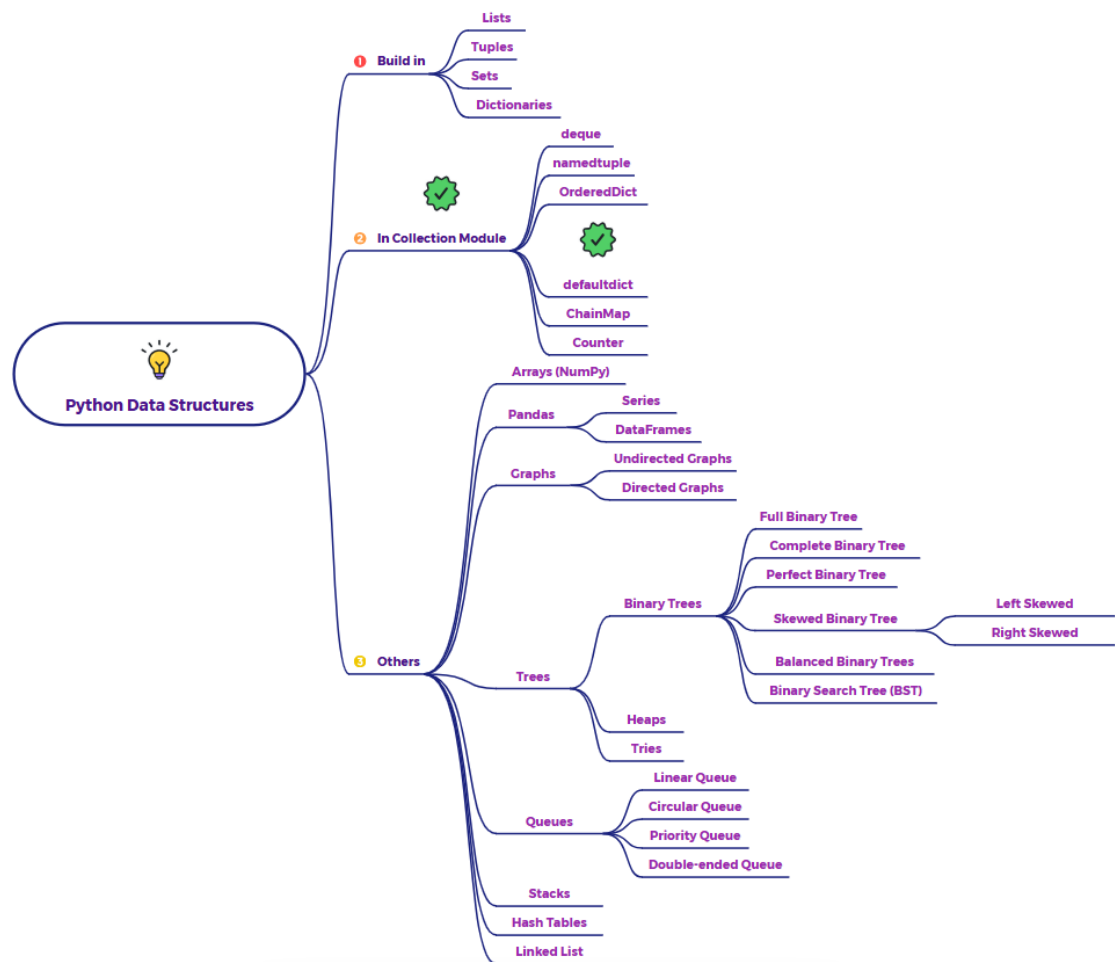 Python Data Structures
1 Build in
Lists
Tuples
Sets
Dictionaries
2 In Collection Module
deque
namedtuple
OrderedDict
defaultdict
ChainMap
Counter
3 Others
Arrays (NumPy)
Pandas
Series
DataFrames
Graphs
Undirected Graphs
Directed Graphs
Trees
Binary Trees
Full Binary Tree
Complete Binary Tree
Perfect Binary Tree
Skewed Binary Tree
Left Skewed
Right Skewed
Balanced Binary Trees
Binary Search Tree (BST)
Heaps
Tries
Queues
Linear Queue
Circular Queue
Priority Queue
Double-ended Queue
Stacks
Hash Tables
Linked List